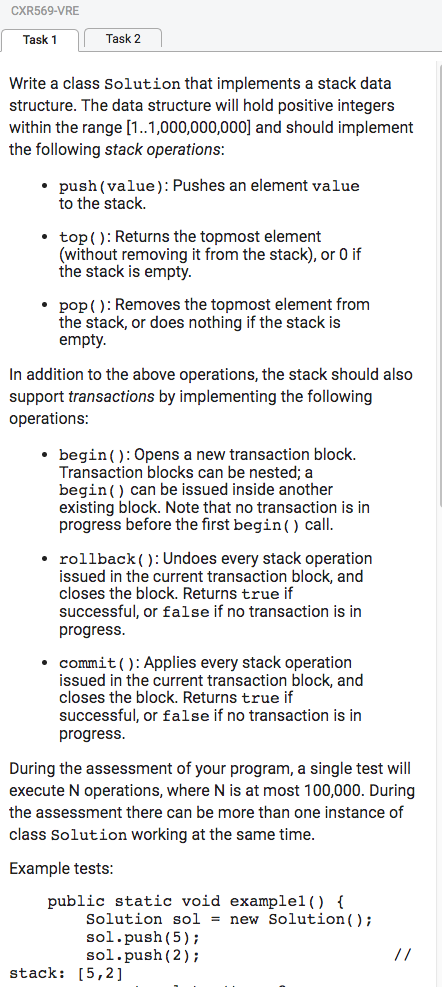 CXR569-VRE
Task 1
Task 2
Write a class Solution that implements a stack data
structure. The data structure will hold positive integers
within the range [1..1,000,000,000] and should implement
the following stack operations:
• push(value): Pushes an element value
to the stack.
• top(): Returns the topmost element
(without removing it from the stack), or 0 if
the stack is empty.
• pop(): Removes the topmost element from
the stack, or does nothing if the stack is
empty.
In addition to the above operations, the stack should also
support transactions by implementing the following
operations:
• begin(): Opens a new transaction block.
Transaction blocks can be nested; a
begin() can be issued inside another
existing block. Note that no transaction is in
progress before the first begin() call.
• rollback(): Undoes every stack operation
issued in the current transaction block, and
closes the block. Returns true if
successful, or false if no transaction is in
progress.
• commit(): Applies every stack operation
issued in the current transaction block, and
closes the block. Returns true if
successful, or false if no transaction is in
progress.
During the assessment of your program, a single test will
execute N operations, where N is at most 100,000. During
the assessment there can be more than one instance of
class Solution working at the same time.
Example tests:
public static void example1() {
Solution sol = new Solution();
sol.push(5);
sol.push(2); //
stack: [5,2]